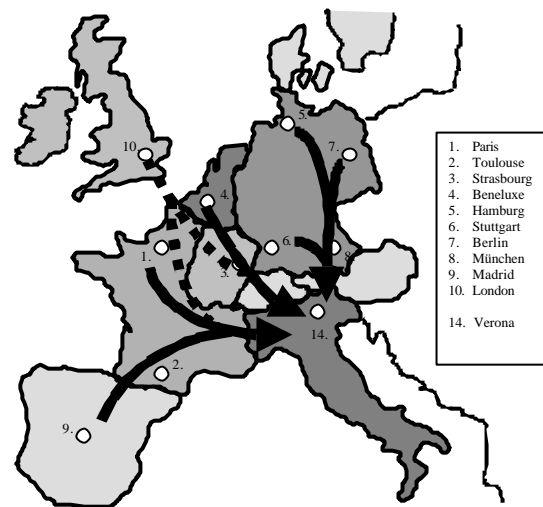 5.
10.
7.
4.
6.
8
1.
3.
14.
2.
9.
1. Paris
2. Toulouse
3. Strasbourg
4. Beneluxe
5. Hamburg
6. Stuttgart
7. Berlin
8. München
9. Madrid
10. London
14. Verona